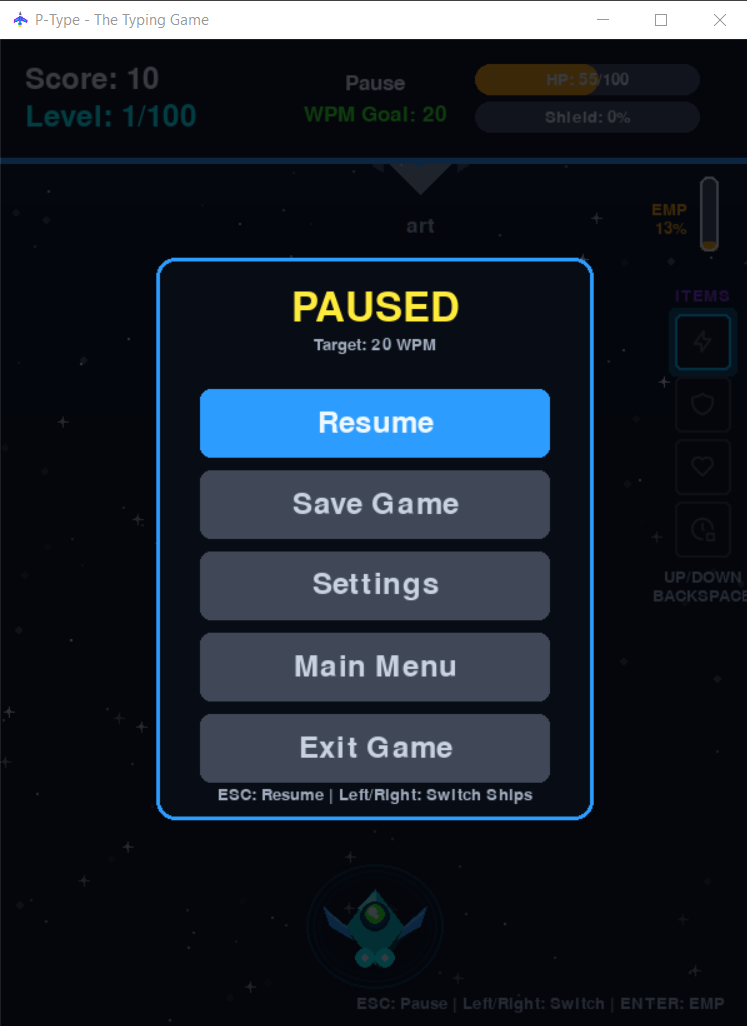 P-Type - The Typing Game
Score: 10
Level: 1/100
Pause
WPM Goal: 20
HP: 55/100
Shield: 0%
art
EMP
13%
ITEMS
PAUSED
Target: 20 WPM
Resume
Save Game
Settings
Main Menu
Exit Game
ESC: Resume | Left/Right: Switch Ships
UP/DOWN
BACKSPACE
ESC: Pause | Left/Right: Switch | ENTER: EMP